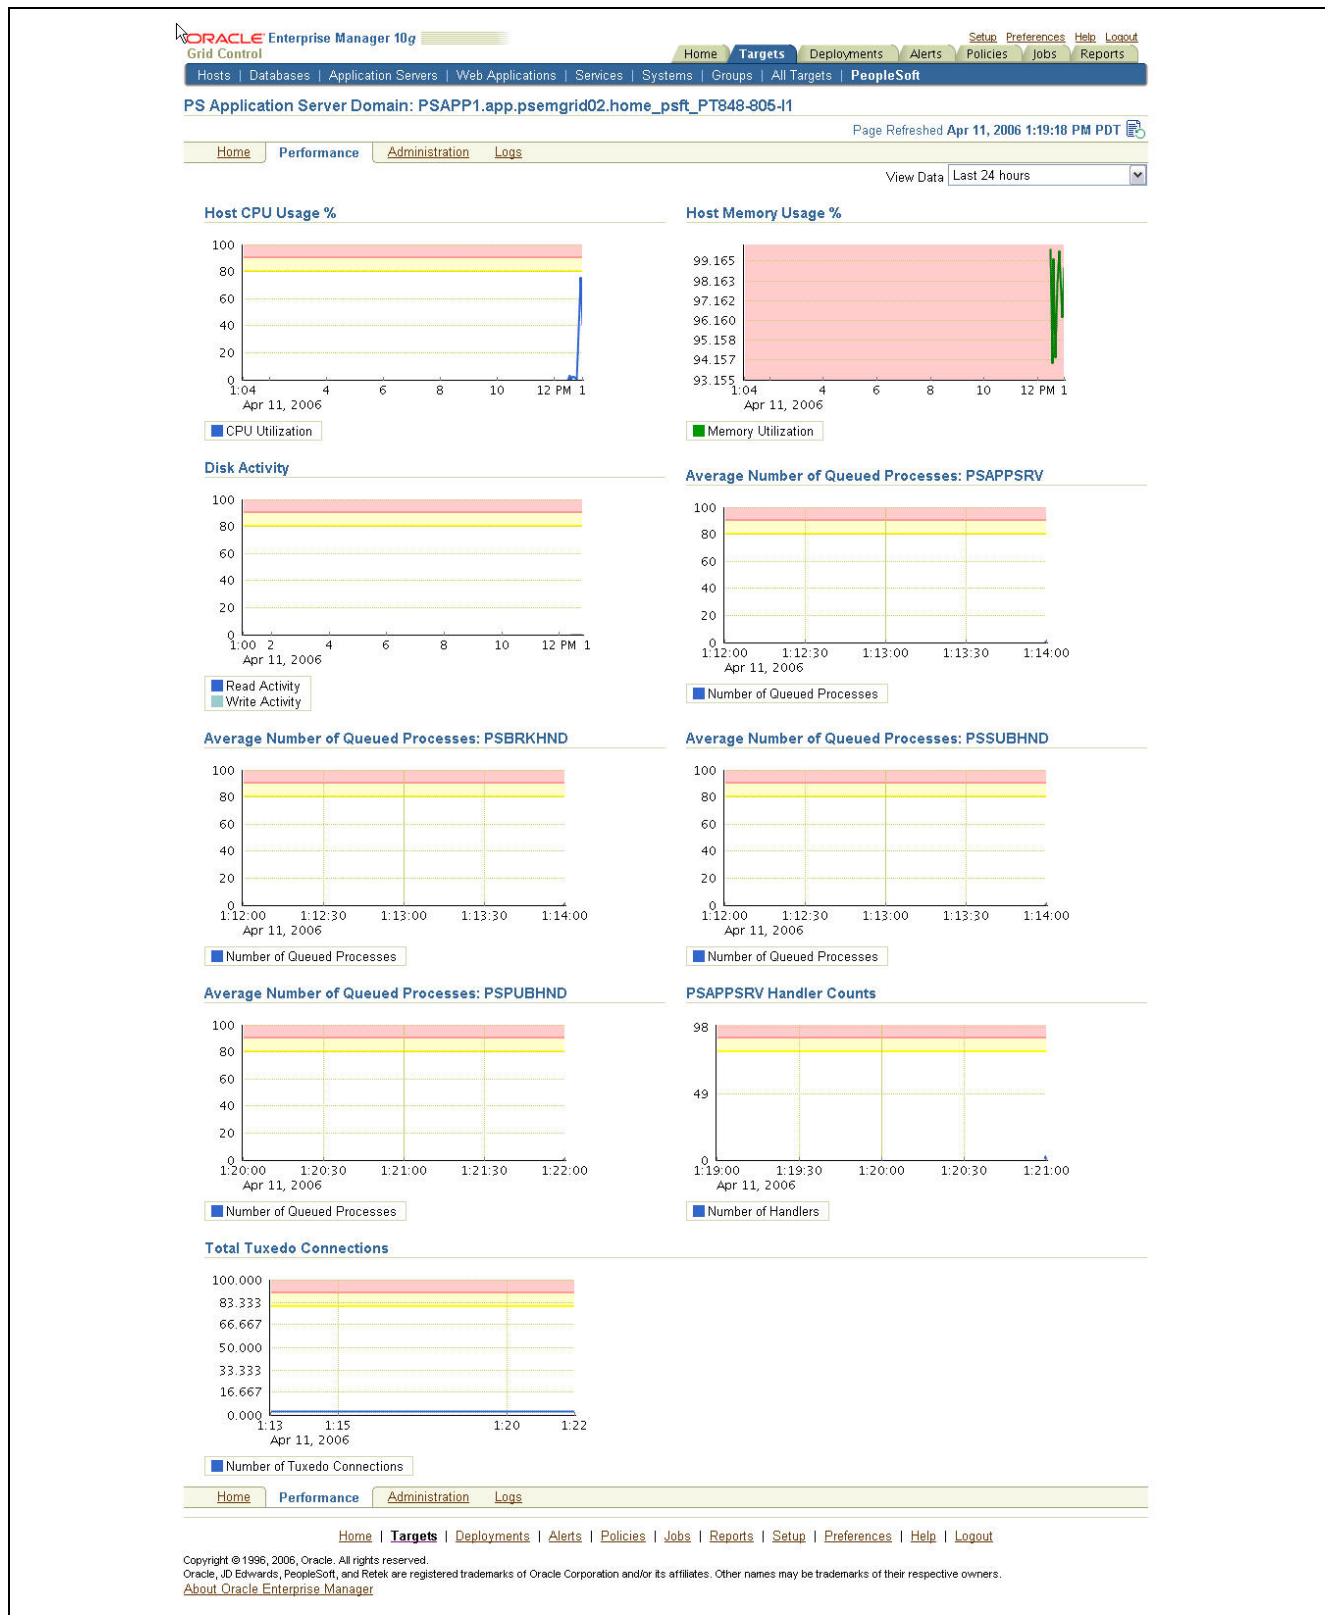 ORACLE Enterprise Manager 10g
Grid Control
Setup Preferences Help Logout
Home Targets Deployments Alerts Policies Jobs Reports
Hosts | Databases | Application Servers | Web Applications | Services | Systems | Groups | All Targets | PeopleSoft
PS Application Server Domain: PSAPP1.app.psemgrid02.home_psft_PT848-805-I1
Page Refreshed Apr 11, 2006 1:19:18 PM PDT
Home Performance Administration Logs
View Data Last 24 hours
Host CPU Usage %
100
80
60
40
20
0
1:04 4 6 8 10 12 PM 1
Apr 11, 2006
CPU Utilization
Host Memory Usage %
99.165
98.163
97.162
96.160
95.158
94.157
93.155
1:04 4 6 8 10 12 PM 1
Apr 11, 2006
Memory Utilization
Disk Activity
100
80
60
40
20
0
1:00 2 4 6 8 10 12 PM 1
Apr 11, 2006
Read Activity
Write Activity
Average Number of Queued Processes: PSAPPSRV
100
80
60
40
20
0
1:12:00 1:12:30 1:13:00 1:13:30 1:14:00
Apr 11, 2006
Number of Queued Processes
Average Number of Queued Processes: PSBRKHND
100
80
60
40
20
0
1:12:00 1:12:30 1:13:00 1:13:30 1:14:00
Apr 11, 2006
Number of Queued Processes
Average Number of Queued Processes: PSSUBHND
100
80
60
40
20
0
1:12:00 1:12:30 1:13:00 1:13:30 1:14:00
Apr 11, 2006
Number of Queued Processes
Average Number of Queued Processes: PSPUBHND
100
80
60
40
20
0
1:20:00 1:20:30 1:21:00 1:21:30 1:22:00
Apr 11, 2006
Number of Queued Processes
PSAPPSRV Handler Counts
98
49
0
1:19:00 1:19:30 1:20:00 1:20:30 1:21:00
Apr 11, 2006
Number of Handlers
Total Tuxedo Connections
100.000
83.333
66.667
50.000
33.333
16.667
0.000
1:13 1:15 1:20 1:22
Apr 11, 2006
Number of Tuxedo Connections
Home Performance Administration Logs
Home | Targets | Deployments | Alerts | Policies | Jobs | Reports | Setup | Preferences | Help | Logout
Copyright © 1996, 2006, Oracle. All rights reserved.
Oracle, JD Edwards, PeopleSoft, and Retek are registered trademarks of Oracle Corporation and/or its affiliates. Other names may be trademarks of their respective owners.
About Oracle Enterprise Manager